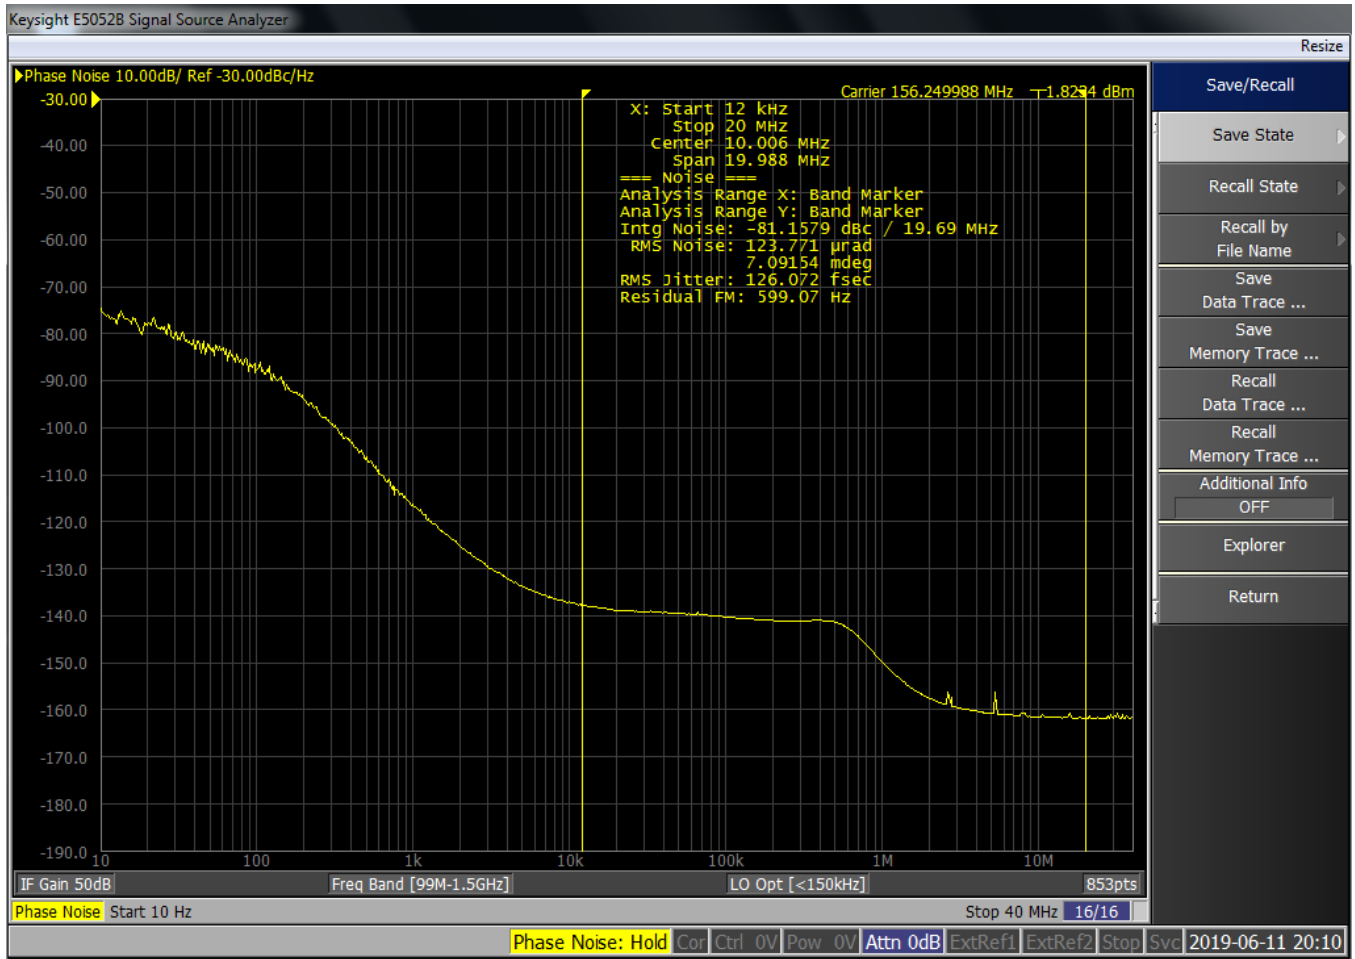 Keysight E5052B Signal Source Analyzer
Resize
Phase Noise 10.00dB/ Ref -30.00dBc/Hz
Carrier 156.249988 MHz
dBm
-30.00
-40.00
-50.00
-60.00
-70.00
-80.00
-90.00
-100.0
-110.0
-120.0
-130.0
-140.0
-150.0
-160.0
-170.0
-180.0
-190.0
X: Start 12 kHz
Stop 20 MHz
Center 10.006 MHz
Span 19.988 MHz
=== Noise ===
Analysis Range X: Band Marker
Analysis Range Y: Band Marker
Intg Noise: -81.1579 dBc / 19.69 MHz
RMS Noise: 123.771 µrad
7.09154 mdeg
RMS Jitter: 126.072 fsec
Residual FM: 599.07 Hz
10 100 1k 10k 100k 1M 10M
IF Gain 50dB Freq Band [99M-1.5GHz] LO Opt [<150kHz] 853pts
Phase Noise Start 10 Hz Stop 40 MHz 16/16
Save/Recall
Save State
Recall State
Recall by
File Name
Save
Data Trace ...
Save
Memory Trace ...
Recall
Data Trace ...
Recall
Memory Trace ...
Additional Info
OFF
Explorer
Return
Phase Noise: Hold Cor Ctrl 0V Pow 0V Attn 0dB ExtRef1 ExtRef2 Stop Svc 2019-06-11 20:10